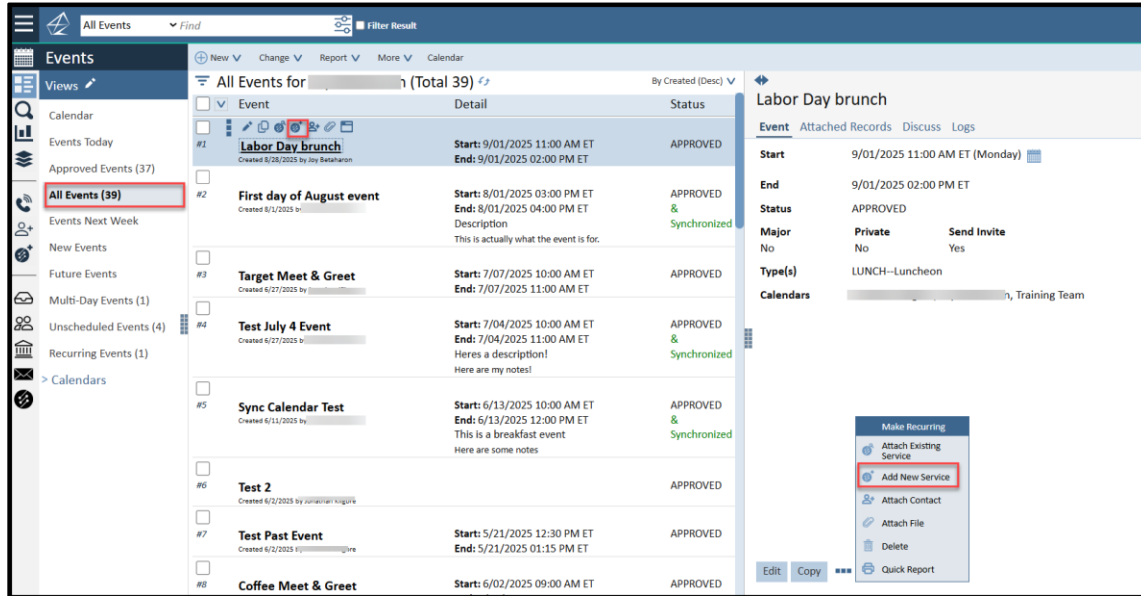 All Events
Find
Filter Result
Events
New
Change
Report
More
Calendar
Views
Calendar
Events Today
Approved Events (37)
All Events (39)
Events Next Week
New Events
Future Events
Multi-Day Events (1)
Unscheduled Events (4)
Recurring Events (1)
> Calendars
All Events for n (Total 39)
By Created (Desc)
Event Detail Status
#1
Labor Day brunch
Created 8/28/2025 by Joy Betaharon
Start: 9/01/2025 11:00 AM ET
End: 9/01/2025 02:00 PM ET
APPROVED
#2
First day of August event
Created 8/1/2025 by
Start: 8/01/2025 03:00 PM ET
End: 8/01/2025 04:00 PM ET
Description
This is actually what the event is for.
APPROVED
&
Synchronized
#3
Target Meet & Greet
Created 6/27/2025 by
Start: 7/07/2025 10:00 AM ET
End: 7/07/2025 11:00 AM ET
APPROVED
#4
Test July 4 Event
Created 6/27/2025 b
Start: 7/04/2025 10:00 AM ET
End: 7/04/2025 11:00 AM ET
Heres a description!
Here are my notes!
APPROVED
&
Synchronized
#5
Sync Calendar Test
Created 6/11/2025 by
Start: 6/13/2025 10:00 AM ET
End: 6/13/2025 12:00 PM ET
This is a breakfast event
Here are some notes
APPROVED
&
Synchronized
#6
Test 2
Created 6/2/2025 by
APPROVED
#7
Test Past Event
Created 6/2/2025
Start: 5/21/2025 12:30 PM ET
End: 5/21/2025 01:15 PM ET
APPROVED
#8
Coffee Meet & Greet
Start: 6/02/2025 09:00 AM ET
APPROVED
Labor Day brunch
Event Attached Records Discuss Logs
Start 9/01/2025 11:00 AM ET (Monday)
End 9/01/2025 02:00 PM ET
Status APPROVED
Major Private Send Invite
No No Yes
Type(s) LUNCH--Luncheon
Calendars n, Training Team
Make Recurring
Attach Existing
Service
Add New Service
Attach Contact
Attach File
Delete
Quick Report
Edit
Copy